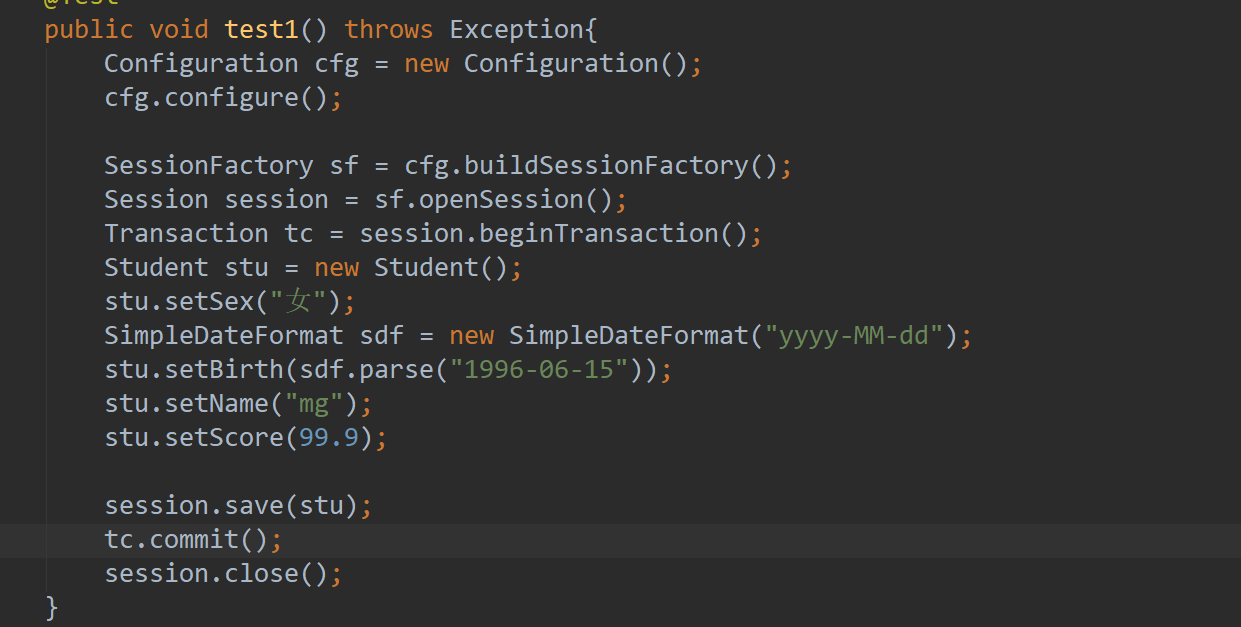 @Test
public void test1() throws Exception{
Configuration cfg = new Configuration();
cfg.configure();
SessionFactory sf = cfg.buildSessionFactory();
Session session = sf.openSession();
Transaction tc = session.beginTransaction();
Student stu = new Student();
stu.setSex("女");
SimpleDateFormat sdf = new SimpleDateFormat("yyyy-MM-dd");
stu.setBirth(sdf.parse("1996-06-15"));
stu.setName("mg");
stu.setScore(99.9);
session.save(stu);
tc.commit();
session.close();
}